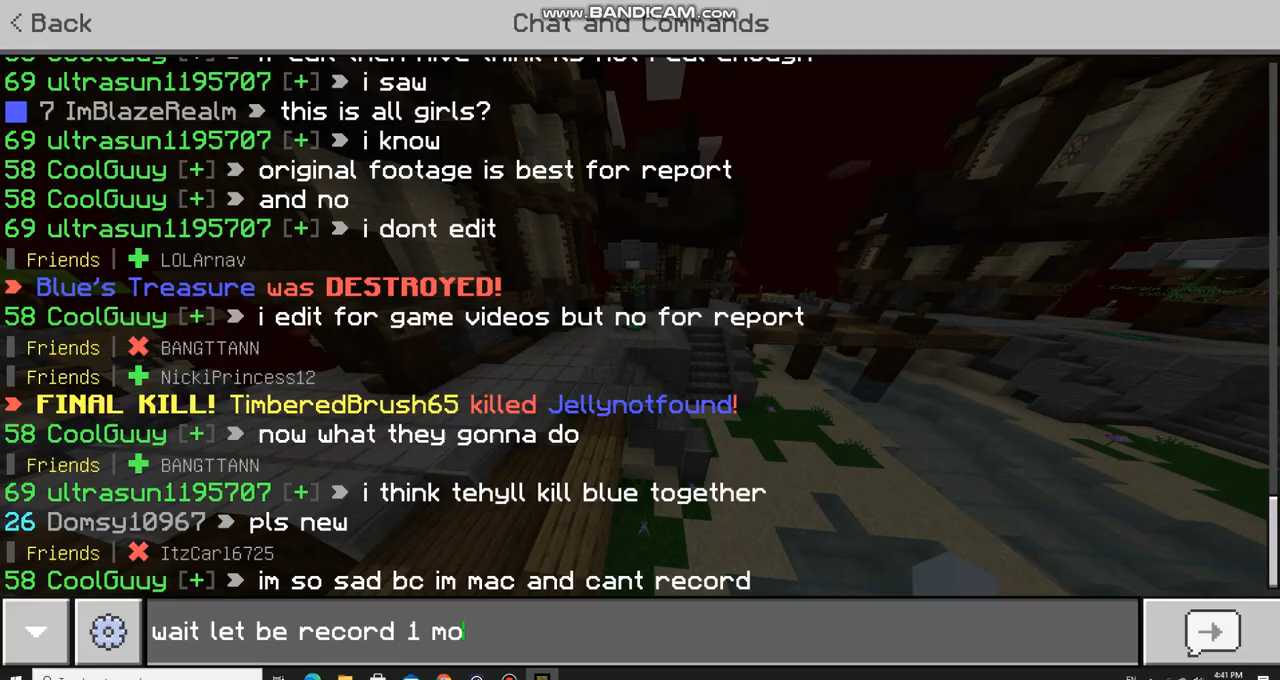 www.BANDICAM.com
< Back
Chat and Commands
69 ultrasun1195707 [+] » i saw
7 ImBlazeRealm » this is all girls?
69 ultrasun1195707 [+] » i know
58 CoolGuuy [+] » original footage is best for report
58 CoolGuuy [+] » and no
69 ultrasun1195707 [+] » i dont edit
Friends | + LOLArnav
» Blue's Treasure was DESTROYED!
58 CoolGuuy [+] » i edit for game videos but no for report
Friends | ✖ BANGTTANN
Friends | + NickiPrincess12
» FINAL KILL! TimberedBrush65 killed Jellynotfound!
58 CoolGuuy [+] » now what they gonna do
Friends | + BANGTTANN
69 ultrasun1195707 [+] » i think tehyll kill blue together
26 Domsy10967 » pls new
Friends | ✖ ItzCarl6725
58 CoolGuuy [+] » im so sad bc im mac and cant record
wait let be record 1 mo
4:41 PM